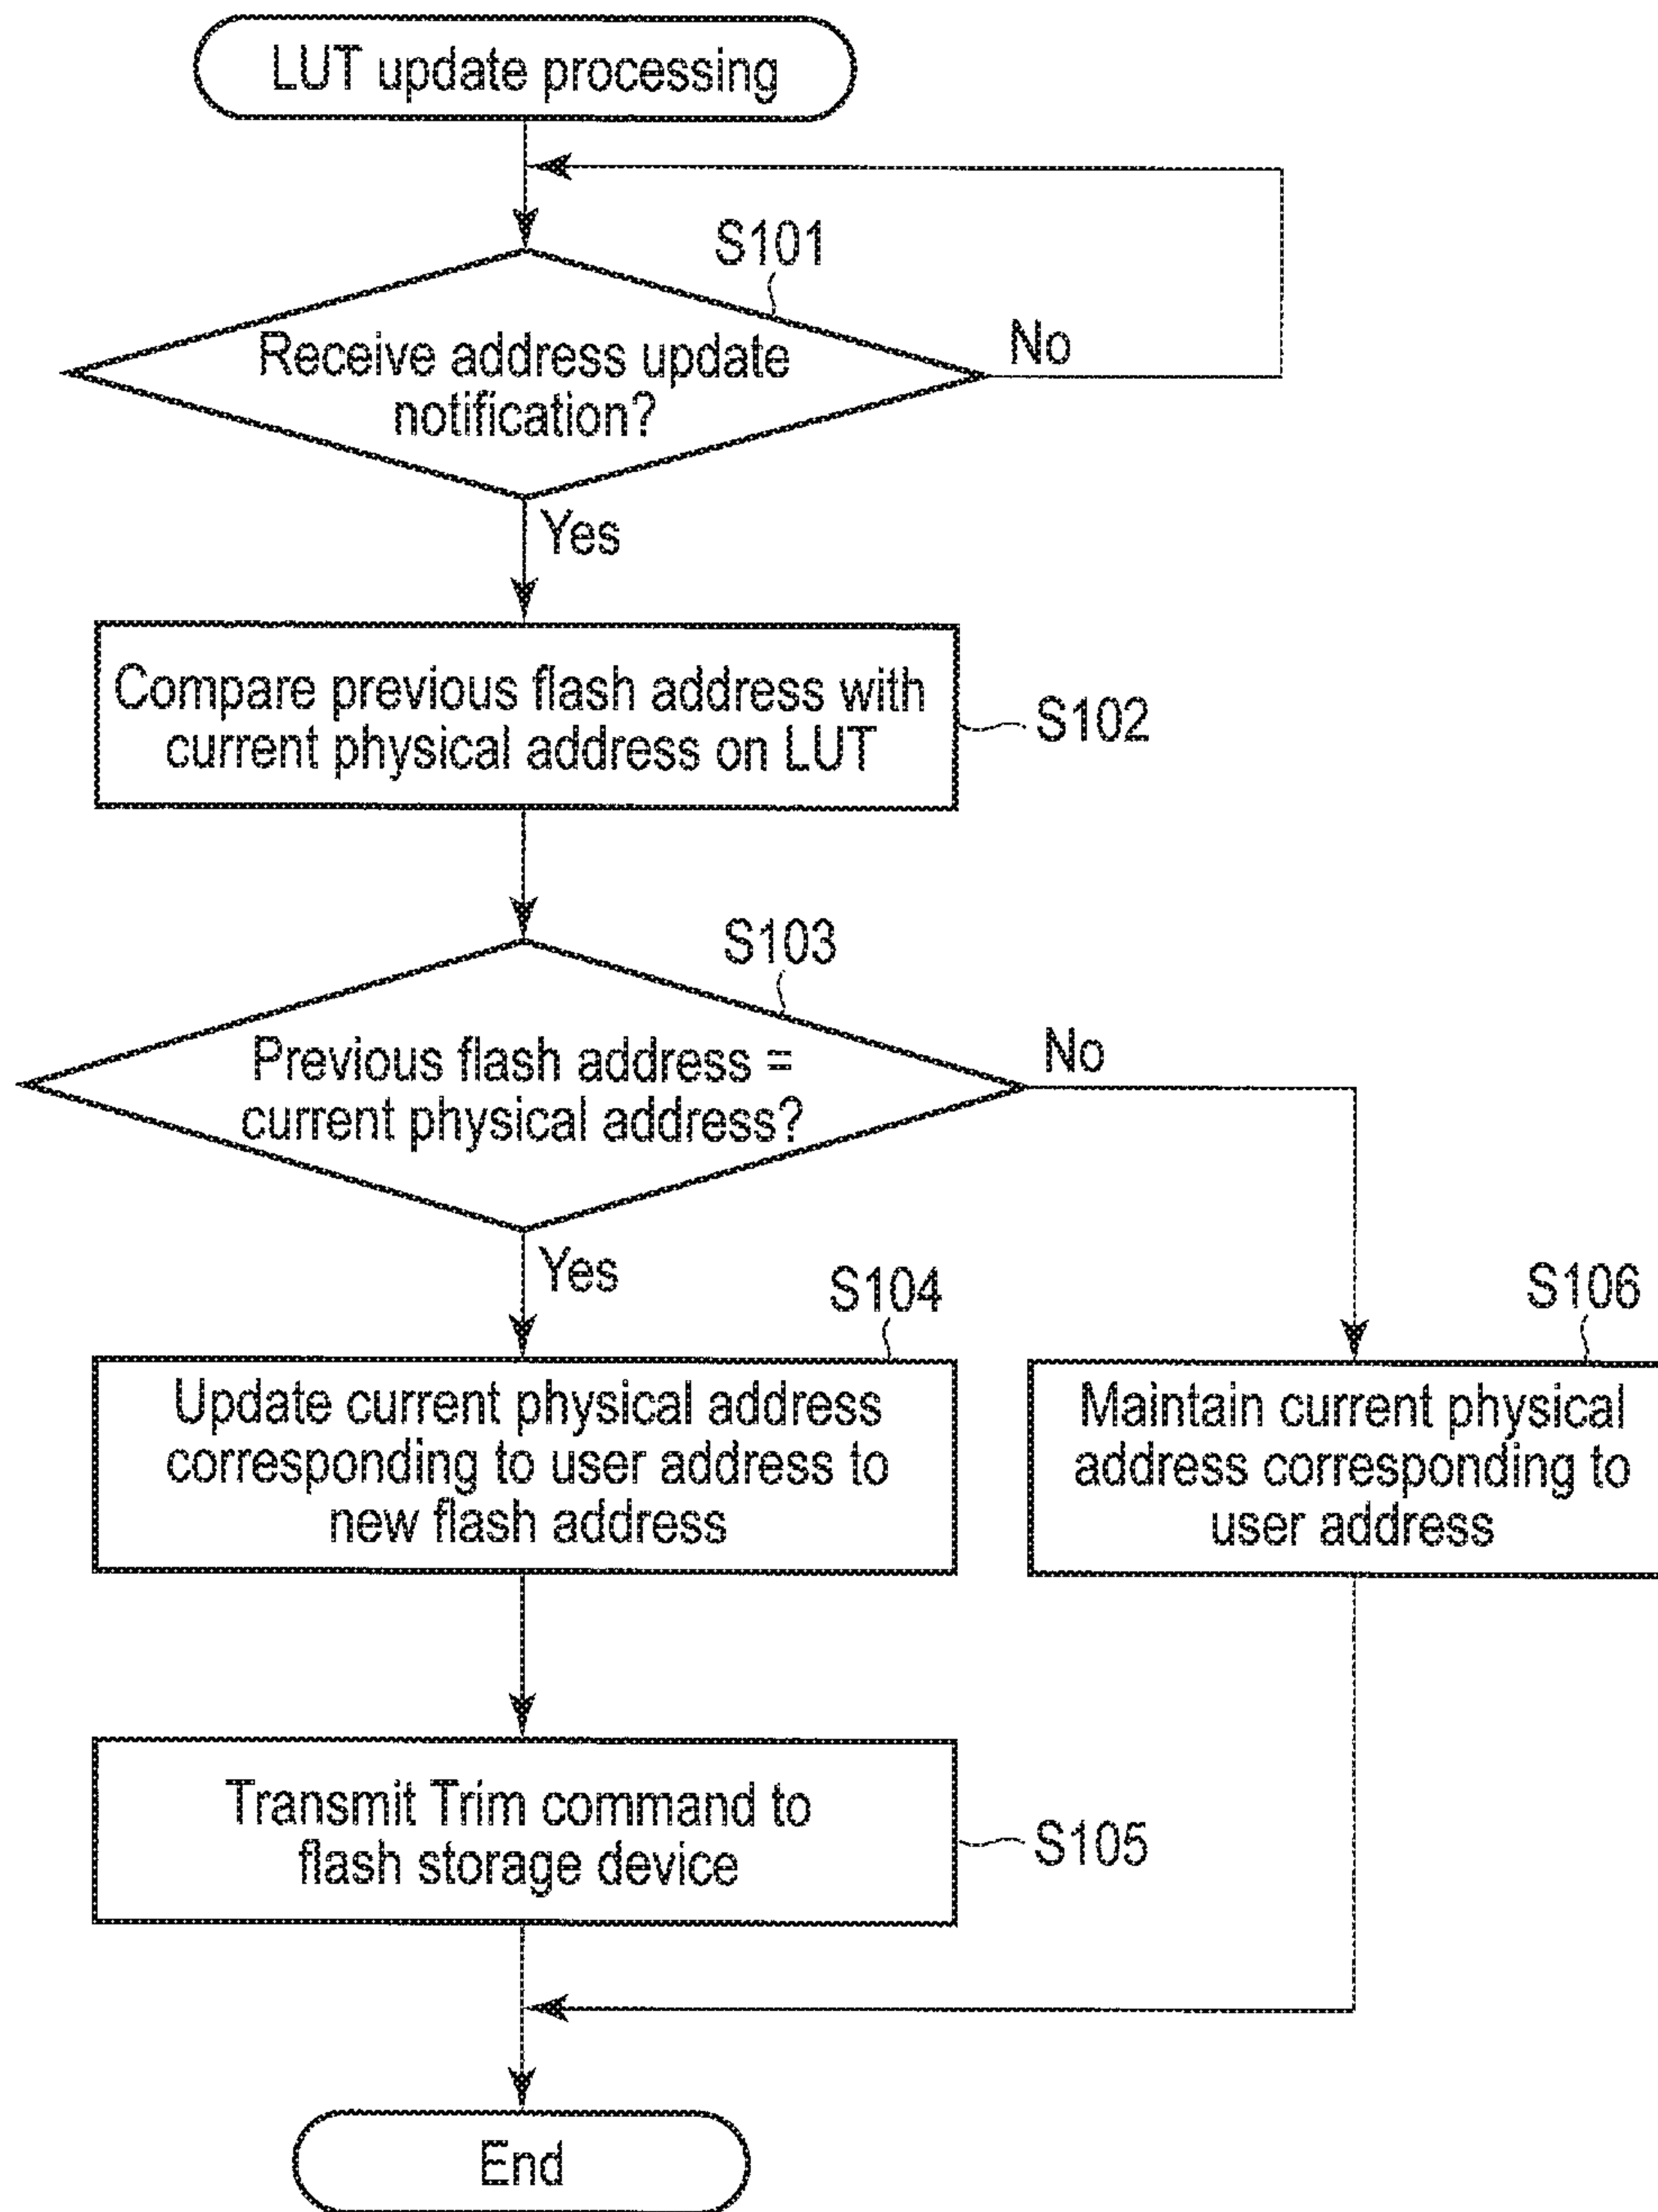 LUT update processing
S101
Receive address update
notification?
No
Yes
Compare previous flash address with
current physical address on LUT
S102
S103
Previous flash address =
current physical address?
No
Yes
S104
Update current physical address
corresponding to user address to
new flash address
S106
Maintain current physical
address corresponding to
user address
Transmit Trim command to
flash storage device
S105
End